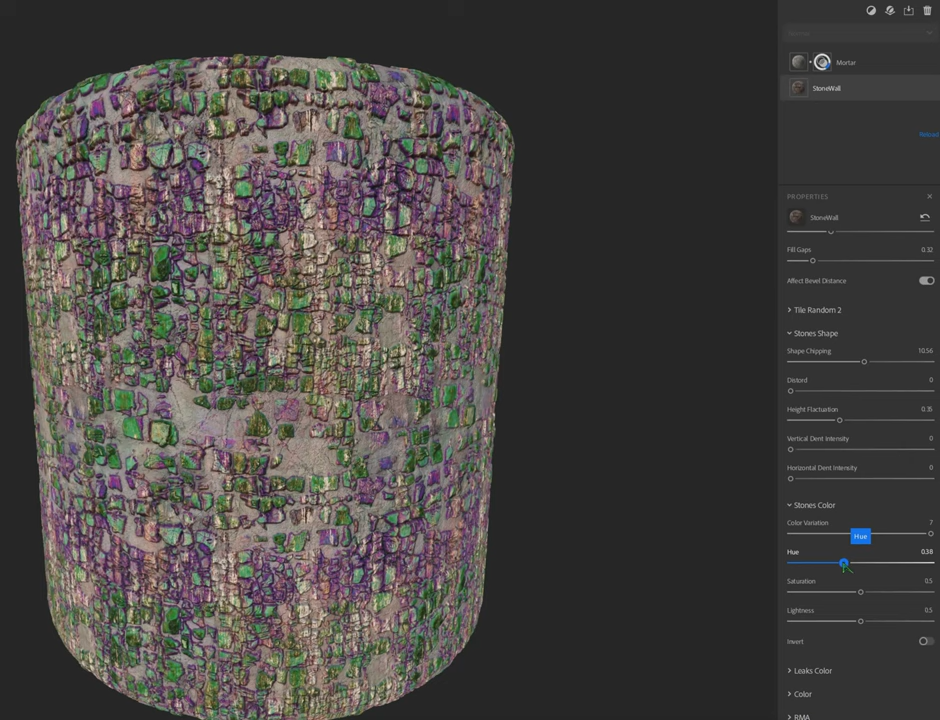 Normal
Mortar
StoneWall
Reload
PROPERTIES
StoneWall
Fill Gaps 0.32
Affect Bevel Distance
Tile Random 2
Stones Shape
Shape Chipping 10.56
Distord 0
Height Flactuation 0.35
Vertical Dent Intensity 0
Horizontal Dent Intensity 0
Stones Color
Color Variation 7
Hue
Hue 0.38
Saturation 0.5
Lightness 0.5
Invert
Leaks Color
Color
RMA